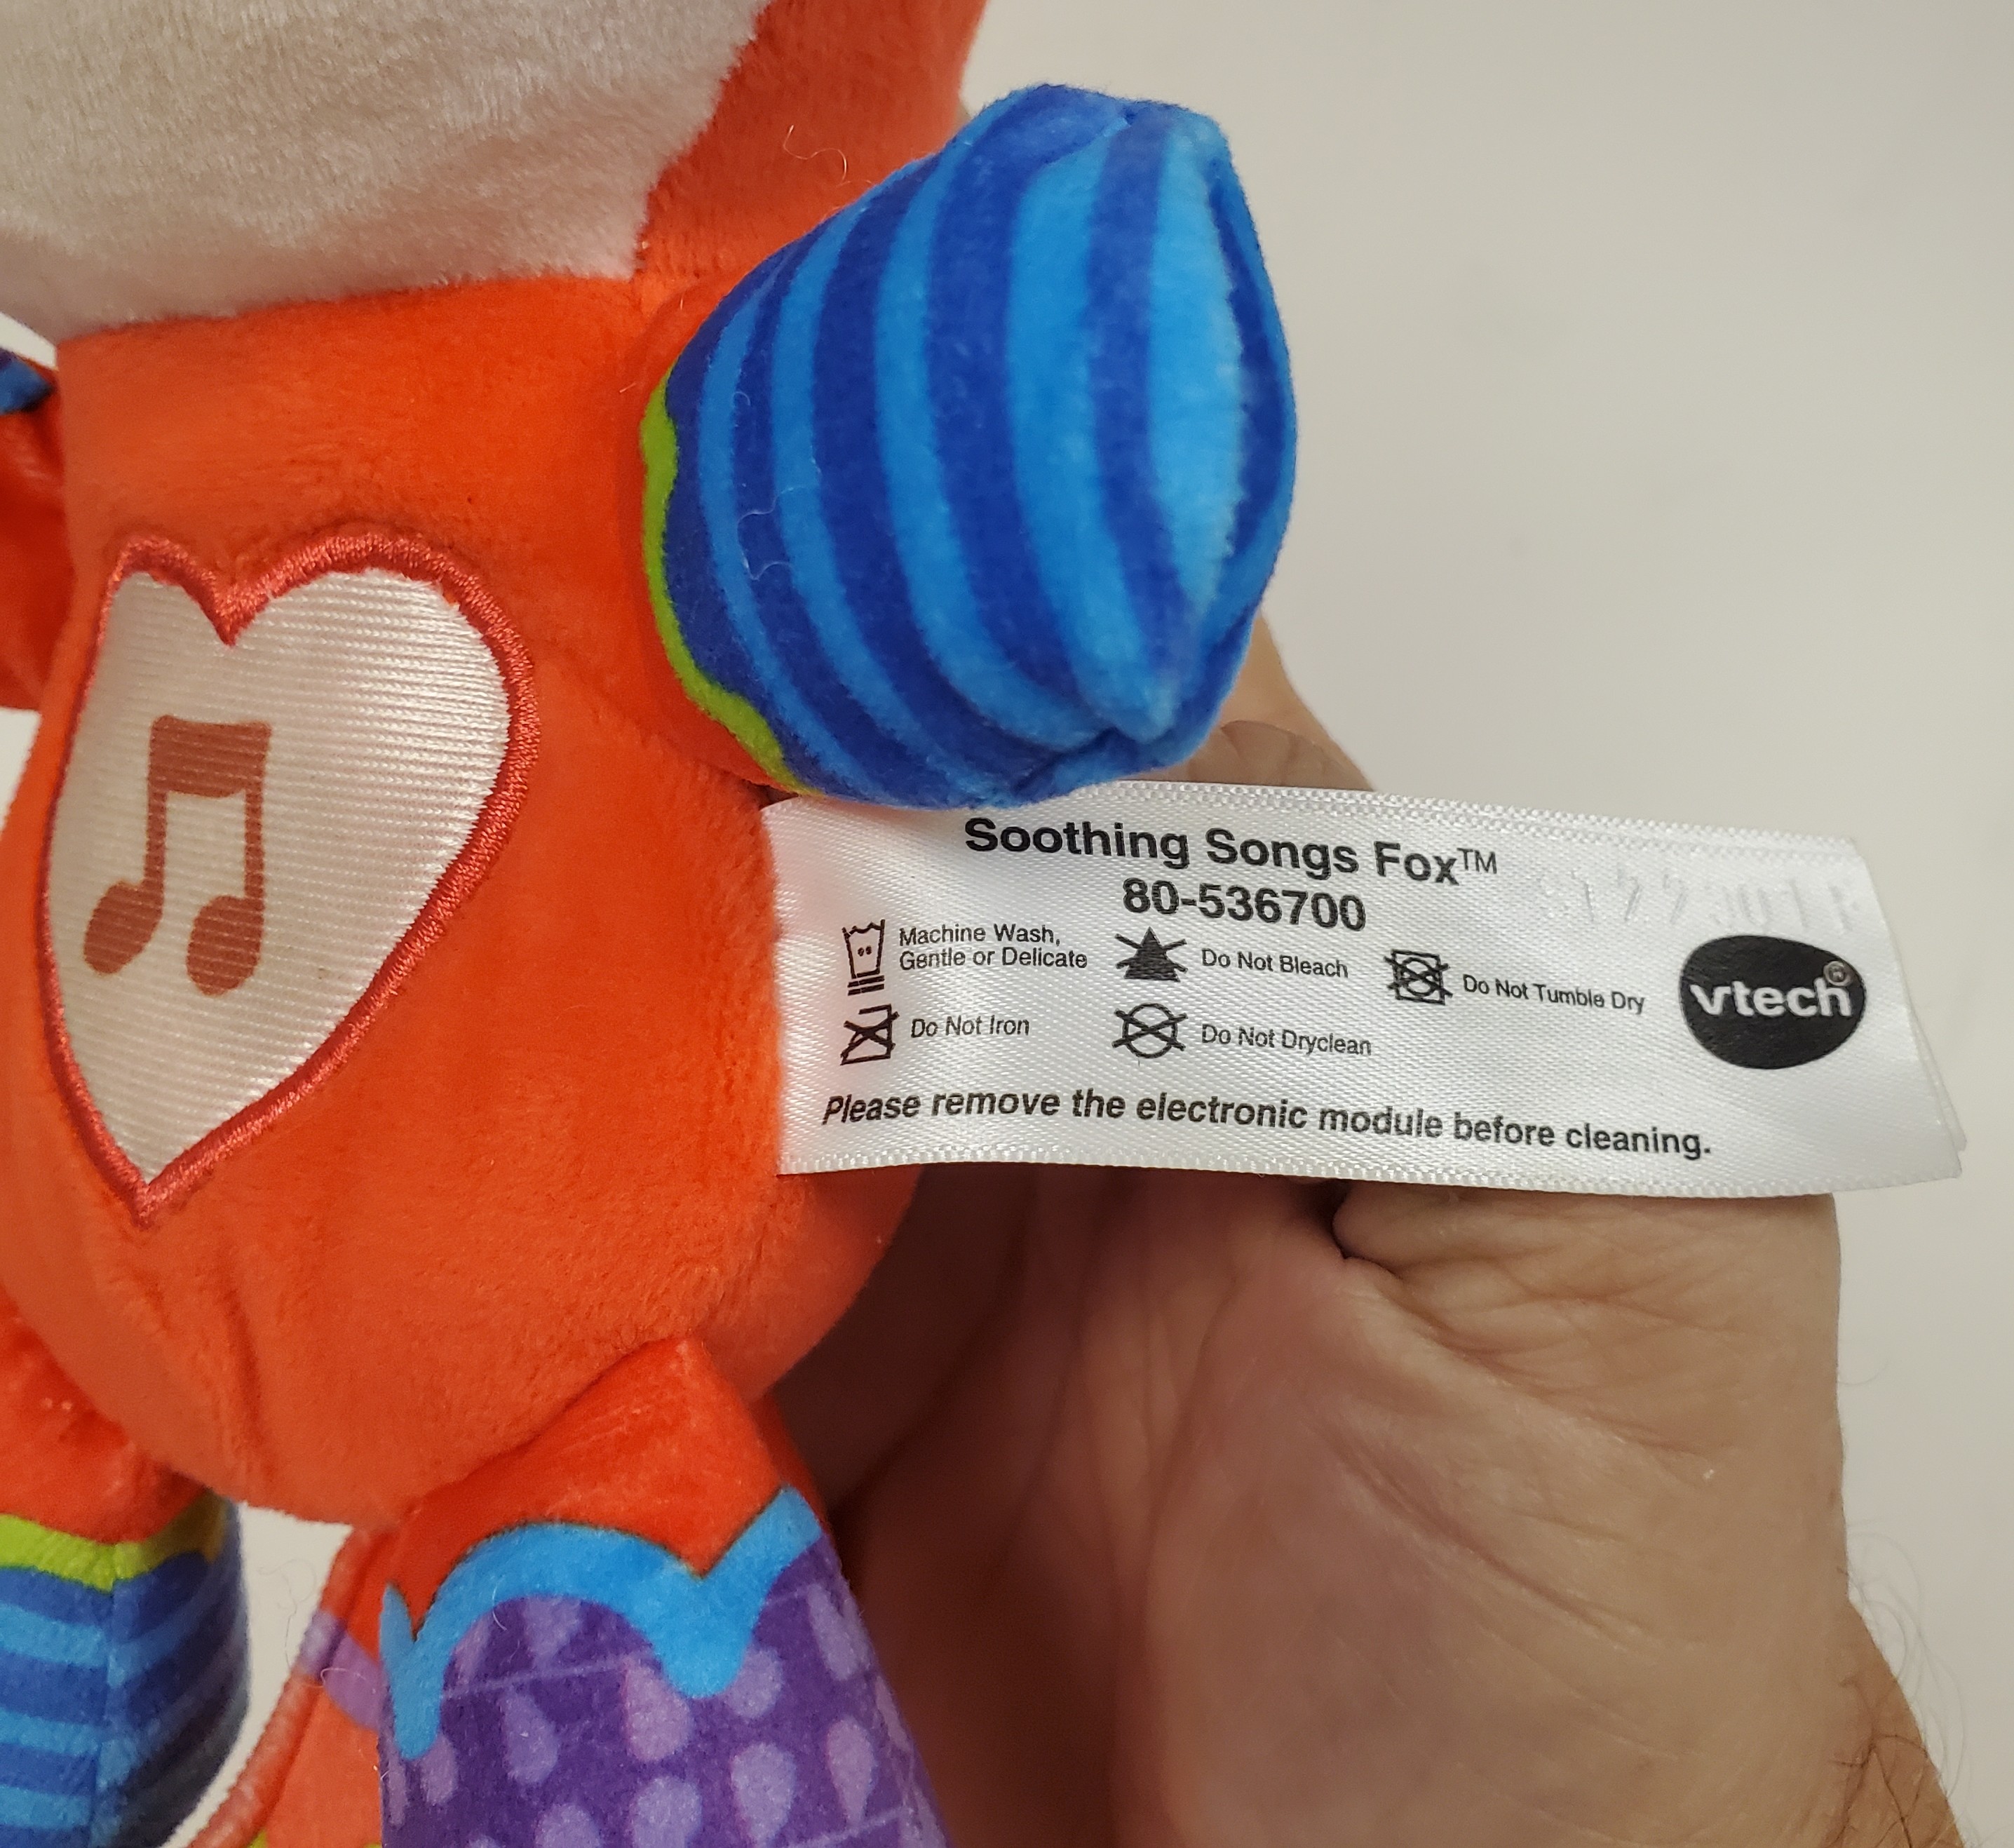 Soothing Songs Fox™
80-536700
Machine Wash,
Gentle or Delicate
Do Not Bleach
Do Not Tumble Dry
Do Not Iron
Do Not Dryclean
vtech®
Please remove the electronic module before cleaning.